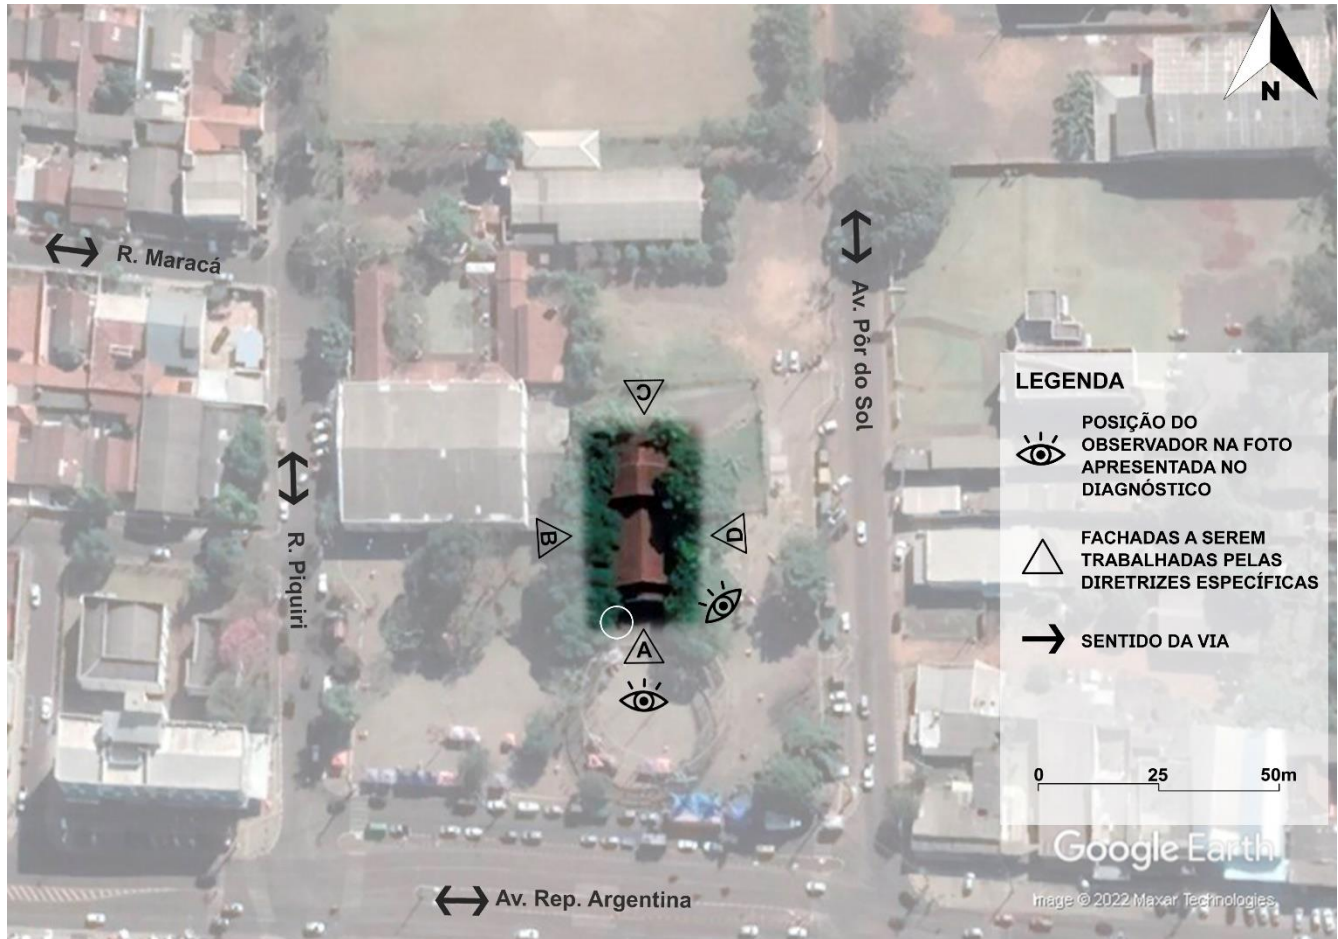 N
R. Maracá
Av. Pôr do Sol
C
B
D
A
R. Piquiri
LEGENDA
POSIÇÃO DO
OBSERVADOR NA FOTO
APRESENTADA NO
DIAGNÓSTICO
FACHADAS A SEREM
TRABALHADAS PELAS
DIRETRIZES ESPECÍFICAS
SENTIDO DA VIA
0 25 50m
Google Earth
Image © 2022 Maxar Technologies
Av. Rep. Argentina